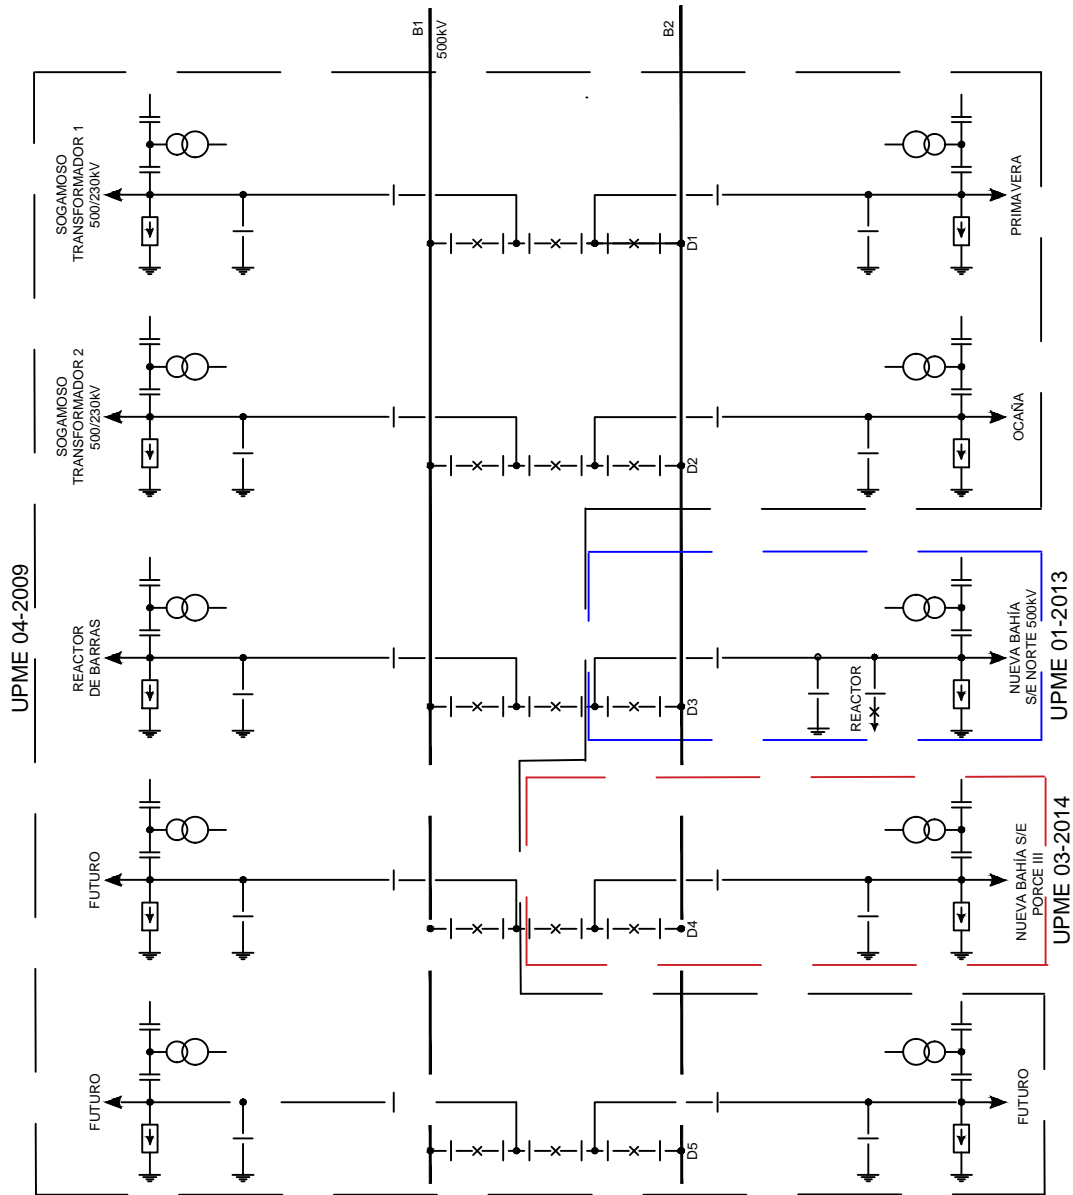 B1
500kV
B2
SOGAMOSO
TRANSFORMADOR 1
500/230kV
D1
PRIMAVERA
SOGAMOSO
TRANSFORMADOR 2
500/230kV
D2
OCAÑA
UPME 04-2009
REACTOR
DE BARRAS
D3
REACTOR
NUEVA BAHÍA
S/E NORTE 500kV
UPME 01-2013
FUTURO
D4
NUEVA BAHÍA S/E
PORCE III
UPME 03-2014
FUTURO
D5
FUTURO